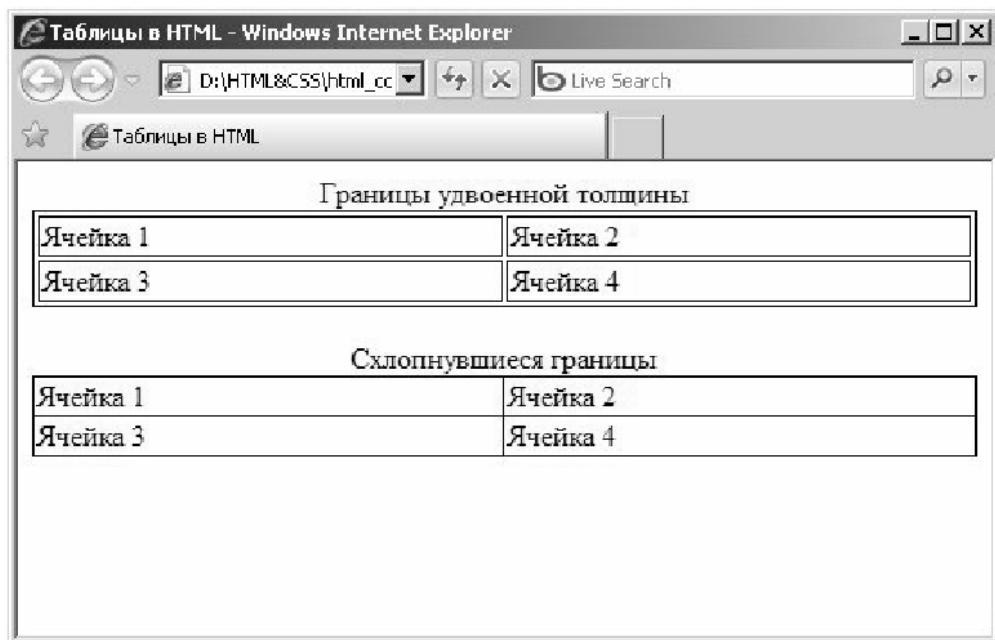 Таблицы в HTML - Windows Internet Explorer
D:\HTML&CSS\html_cc Live Search
Таблицы в HTML
Границы удвоенной толщины
Ячейка 1 Ячейка 2
Ячейка 3 Ячейка 4
Схлопнувшиеся границы
Ячейка 1 Ячейка 2
Ячейка 3 Ячейка 4